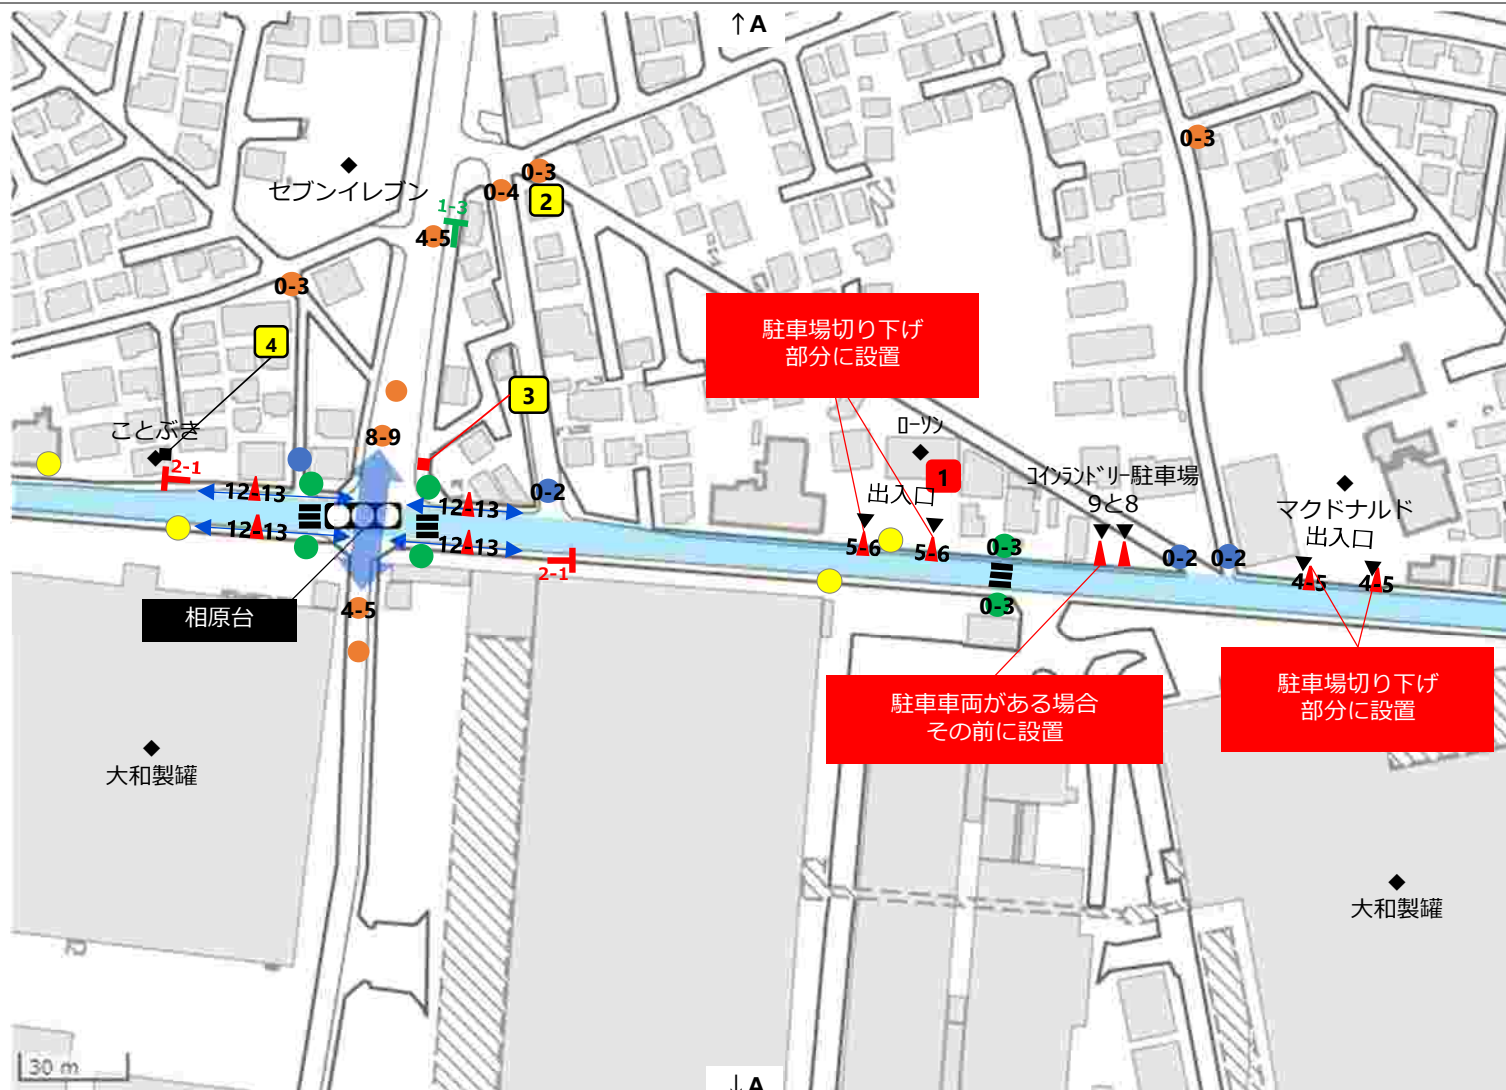 ↑A
0-3
セブンイレブン
0-3
0-4
2
1-3
4-5
0-3
駐車場切り下げ
部分に設置
4
3
ことぶき
8-9
ローソン
2-1
1
コインランドリー駐車場
9と8
マクドナルド
出入口
出入口
12-13
12-13
0-2
12-13
12-13
5-6
5-6
0-3
0-2
0-2
2-1
4-5
4-5
相原台
4-5
0-3
駐車車両がある場合
その前に設置
駐車場切り下げ
部分に設置
大和製罐
大和製罐
30 m
↓A